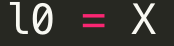 l0 = X